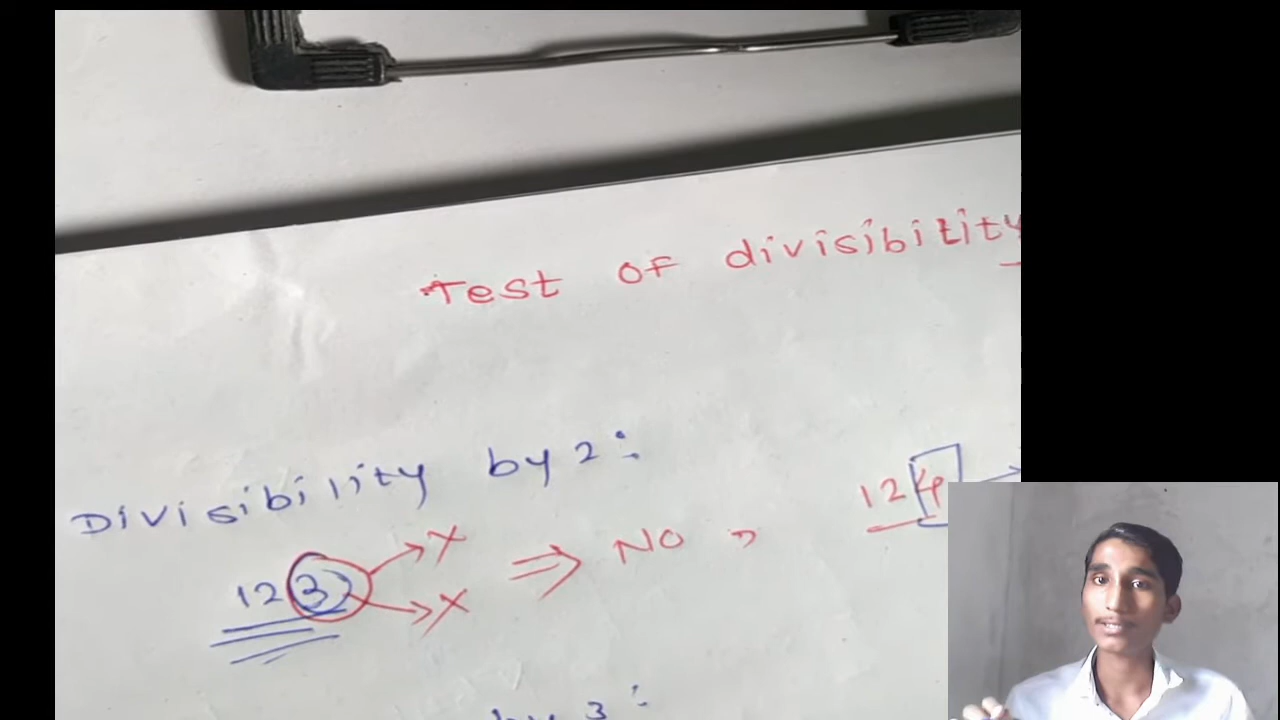 Test of divisibility
Divisibility by 2:
123 → X → X ⇒ NO , 124 →
by 3: